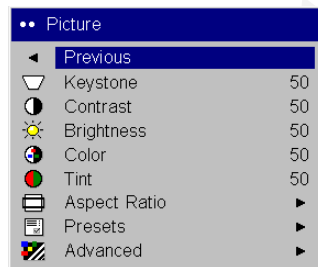 Picture
Previous
Keystone 50
Contrast 50
Brightness 50
Color 50
Tint 50
Aspect Ratio
Presets
Advanced